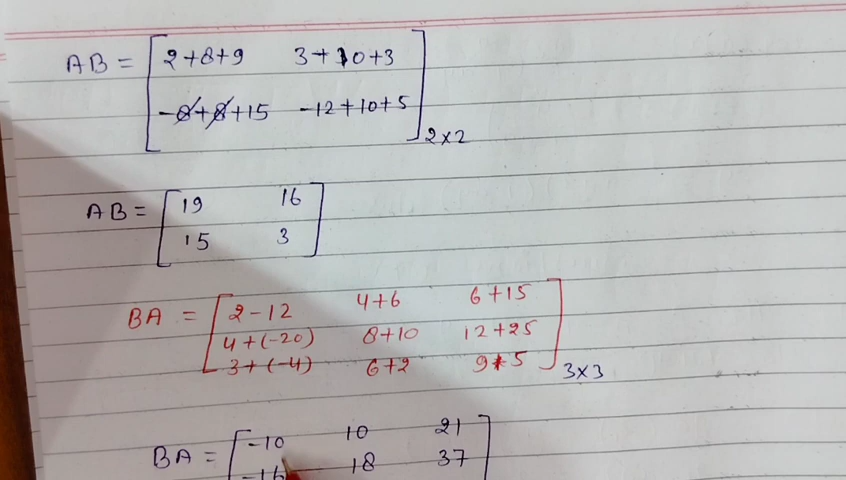 AB = [ 2+8+9 3+10+3
-8+8+15 -12+10+5 ] 2×2
AB = [ 19 16
15 3 ]
BA = [ 2-12 4+6 6+15
4+(-20) 8+10 12+25
3+(-4) 6+2 9+5 ] 3×3
BA = [ -10 10 21
-16 18 37 ]